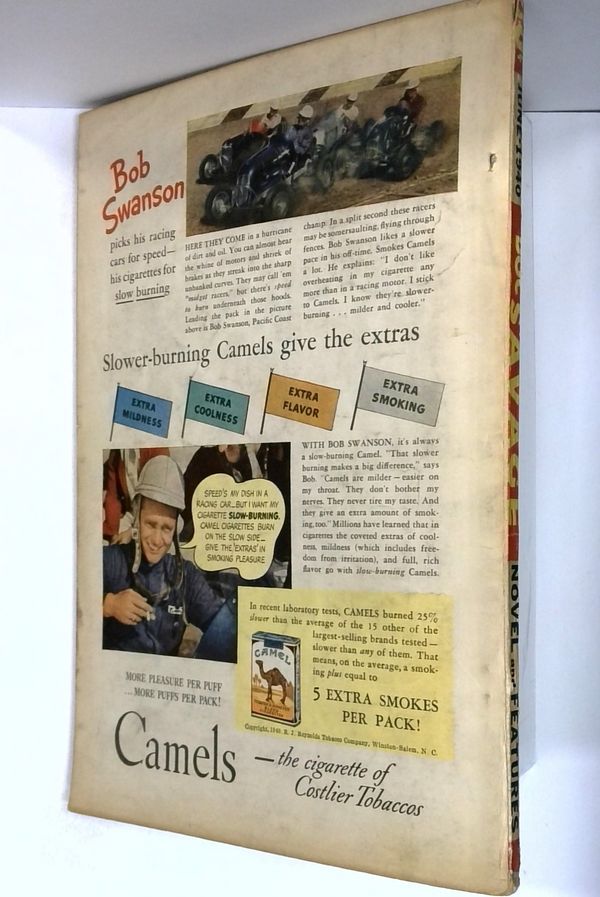 Bob
Swanson
picks his racing
cars for speed—
his cigarettes for
slow burning
HERE THEY COME in a hurricane
of dirt and oil. You can almost hear
the whine of motors and shriek of
brakes as they streak into the sharp
unbanked curves. They may call 'em
"midget racers," but there's speed
to burn underneath those hoods.
Leading the pack in the picture
above is Bob Swanson, Pacific Coast
champ. In a split second these racers
may be somersaulting, flying through
fences. Bob Swanson likes a slower
pace in his off-time. Smokes Camels
a lot. He explains: "I don't like
overheating in my cigarette any
more than in a racing motor. I stick
to Camels. I know they're slower-
burning . . . milder and cooler."
Slower-burning Camels give the extras
EXTRA
MILDNESS
EXTRA
COOLNESS
EXTRA
FLAVOR
EXTRA
SMOKING
SPEED'S MY DISH IN A
RACING CAR_BUT I WANT MY
CIGARETTE SLOW-BURNING.
CAMEL CIGARETTES BURN
ON THE SLOW SIDE_
GIVE THE 'EXTRAS' IN
SMOKING PLEASURE
WITH BOB SWANSON, it's always
a slow-burning Camel. "That slower
burning makes a big difference," says
Bob. "Camels are milder—easier on
my throat. They don't bother my
nerves. They never tire my taste. And
they give an extra amount of smok-
ing, too." Millions have learned that in
cigarettes the coveted extras of cool-
ness, mildness (which includes free-
dom from irritation), and full, rich
flavor go with slow-burning Camels.
In recent laboratory tests, CAMELS burned 25%
slower than the average of the 15 other of the
largest-selling brands tested—
slower than any of them. That
means, on the average, a smok-
ing plus equal to
5 EXTRA SMOKES
PER PACK!
CAMEL
Copyright, 1940, R. J. Reynolds Tobacco Company, Winston-Salem, N. C.
MORE PLEASURE PER PUFF
... MORE PUFFS PER PACK!
Camels
—the cigarette of
Costlier Tobaccos
JUNE-1940
DOC SAVAGE
NOVEL and FEATURES